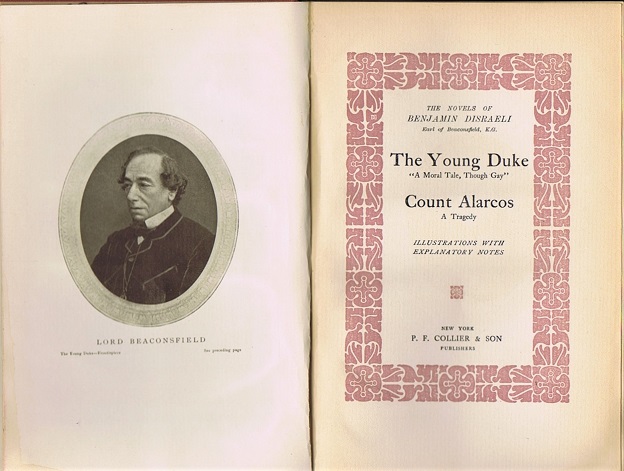 LORD BEACONSFIELD
The Young Duke—Frontispiece
See preceding page
THE NOVELS OF
BENJAMIN DISRAELI
Earl of Beaconsfield, K.G.
The Young Duke
"A Moral Tale, Though Gay"
Count Alarcos
A Tragedy
ILLUSTRATIONS WITH
EXPLANATORY NOTES
NEW YORK
P. F. COLLIER & SON
PUBLISHERS